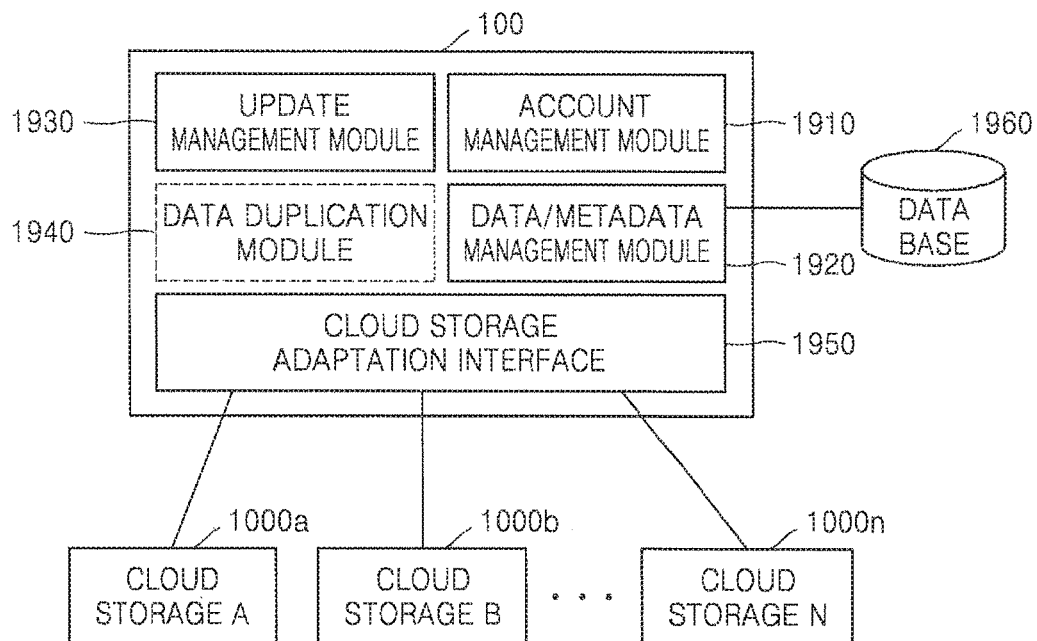 100
1930
UPDATE
MANAGEMENT MODULE
ACCOUNT
MANAGEMENT MODULE
1910
1960
1940
DATA DUPLICATION
MODULE
DATA/METADATA
MANAGEMENT MODULE
1920
DATA
BASE
CLOUD STORAGE
ADAPTATION INTERFACE
1950
1000a
1000b
1000n
CLOUD
STORAGE A
CLOUD
STORAGE B
. . .
CLOUD
STORAGE N